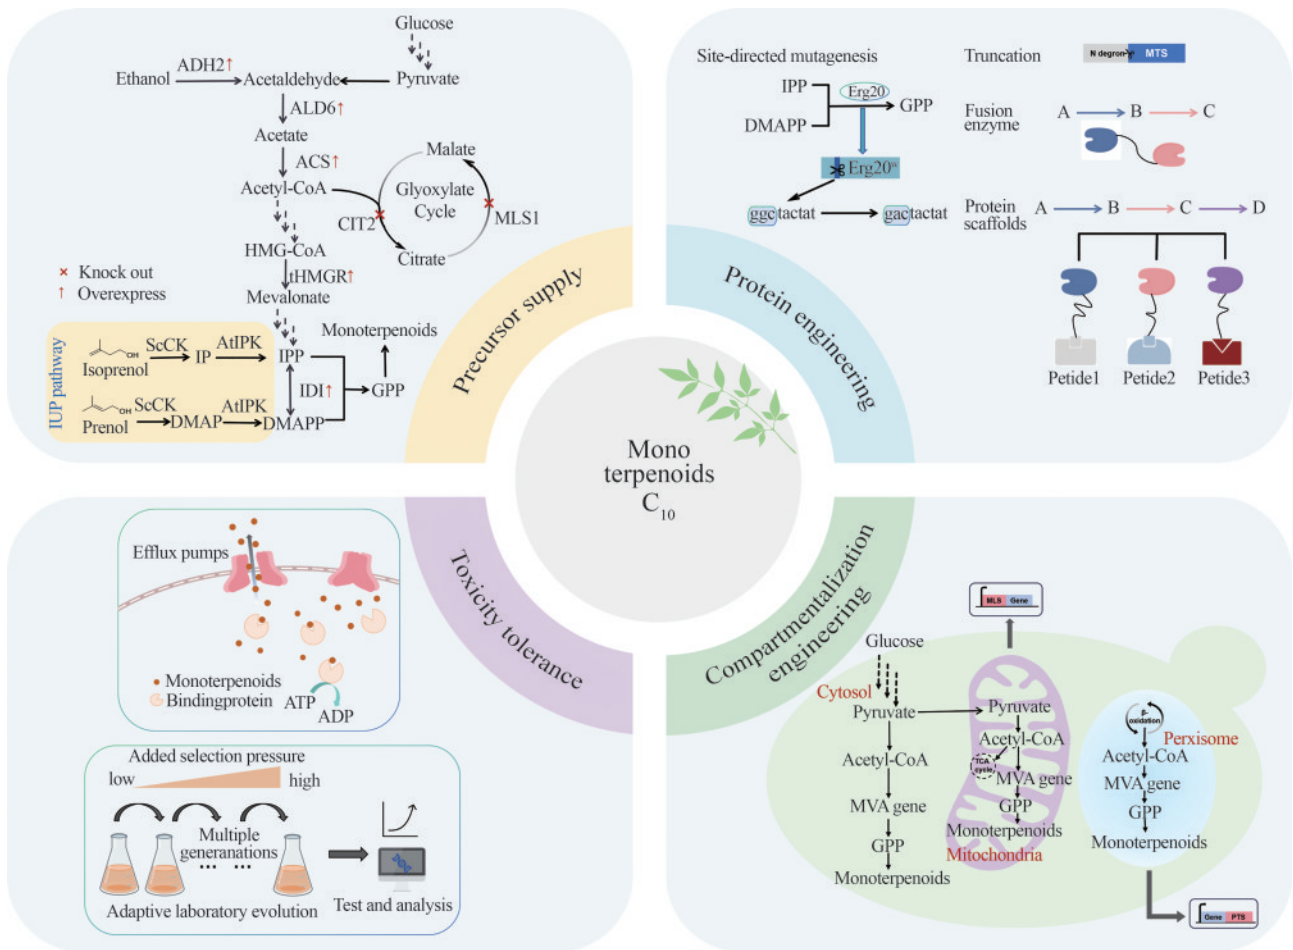 Glucose
Ethanol
ADH2↑
Acetaldehyde
Pyruvate
ALD6↑
Acetate
ACS↑
Acetyl-CoA
Malate
Glyoxylate
Cycle
CIT2
MLS1
Citrate
HMG-CoA
tHMGR↑
Mevalonate
× Knock out
↑ Overexpress
Monoterpenoids
IUP pathway
OH
Isoprenol
ScCK
IP
AtIPK
IPP
IDI↑
GPP
OH
Prenol
ScCK
DMAP
AtIPK
DMAPP
Precursor supply
Site-directed mutagenesis
IPP
DMAPP
Erg20
GPP
Erg20
ggctactat
gactactat
Truncation
N degron
MTS
Fusion
enzyme
A
B
C
Protein
scaffolds
A
B
C
D
Petide1
Petide2
Petide3
Protein engineering
Mono
terpenoids
C10
Toxicity tolerance
Efflux pumps
Monoterpenoids
Bindingprotein
ATP
ADP
Added selection pressure
low
high
Multiple
generanations
... ...
Adaptive laboratory evolution
Test and analysis
Compartmentalization
engineering
MLS
Gene
Glucose
Cytosol
Pyruvate
Acetyl-CoA
MVA gene
GPP
Monoterpenoids
Pyruvate
Acetyl-CoA
TCA
cycle
MVA gene
GPP
Monoterpenoids
Mitochondria
β-
oxidation
Perxisome
Acetyl-CoA
MVA gene
GPP
Monoterpenoids
Gene
PTS